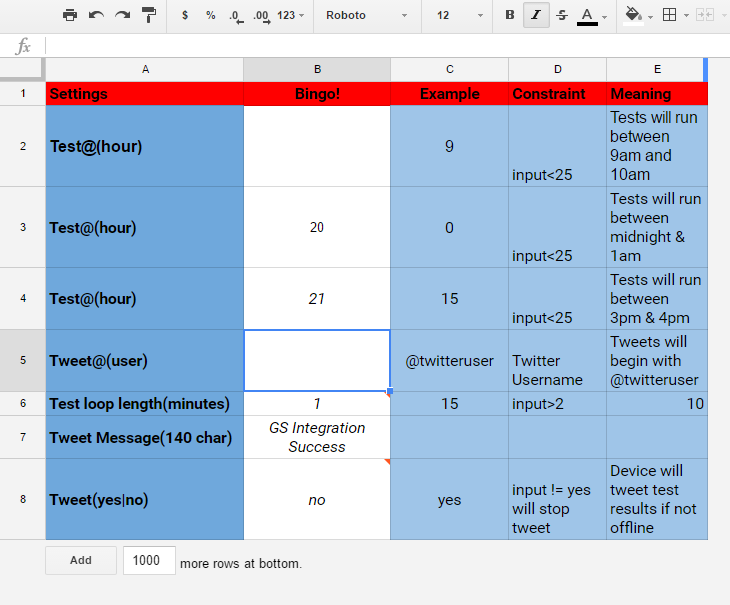 $ % .0 .00 123 Roboto 12 B I S A
fx
A B C D E
1 Settings Bingo! Example Constraint Meaning
2 Test@(hour) 9 input<25 Tests will run
between
9am and
10am
3 Test@(hour) 20 0 input<25 Tests will run
between
midnight &
1am
4 Test@(hour) 21 15 input<25 Tests will run
between
3pm & 4pm
5 Tweet@(user) @twitteruser Twitter
Username
Tweets will
begin with
@twitteruser
6 Test loop length(minutes) 1 15 input>2 10
7 Tweet Message(140 char) GS Integration
Success
8 Tweet(yes|no) no yes input != yes
will stop
tweet
Device will
tweet test
results if not
offline
Add 1000 more rows at bottom.